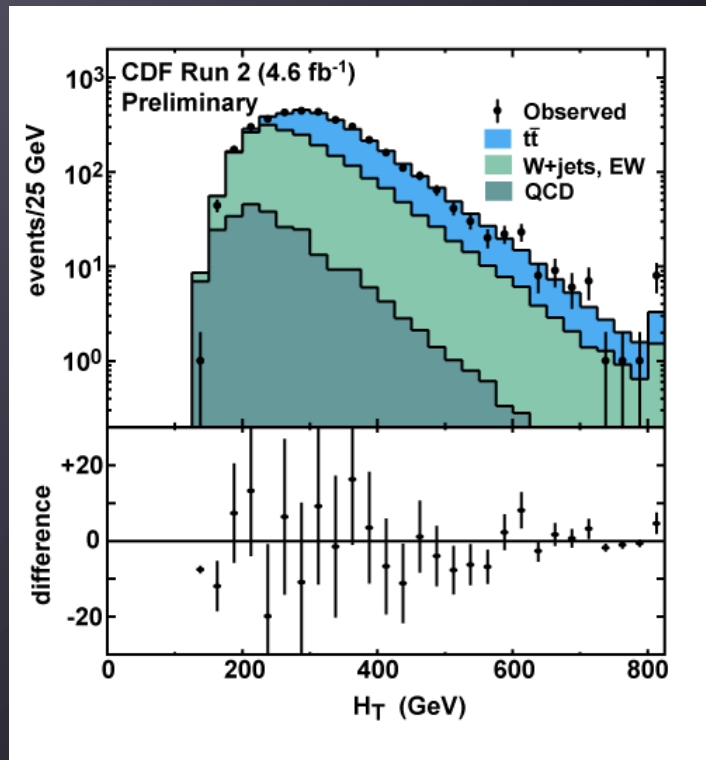 CDF Run 2 (4.6 fb⁻¹)
Preliminary
Observed
tt̄
W+jets, EW
QCD
events/25 GeV
10³
10²
10¹
10⁰
difference
+20
0
-20
0 200 400 600 800
H_T (GeV)